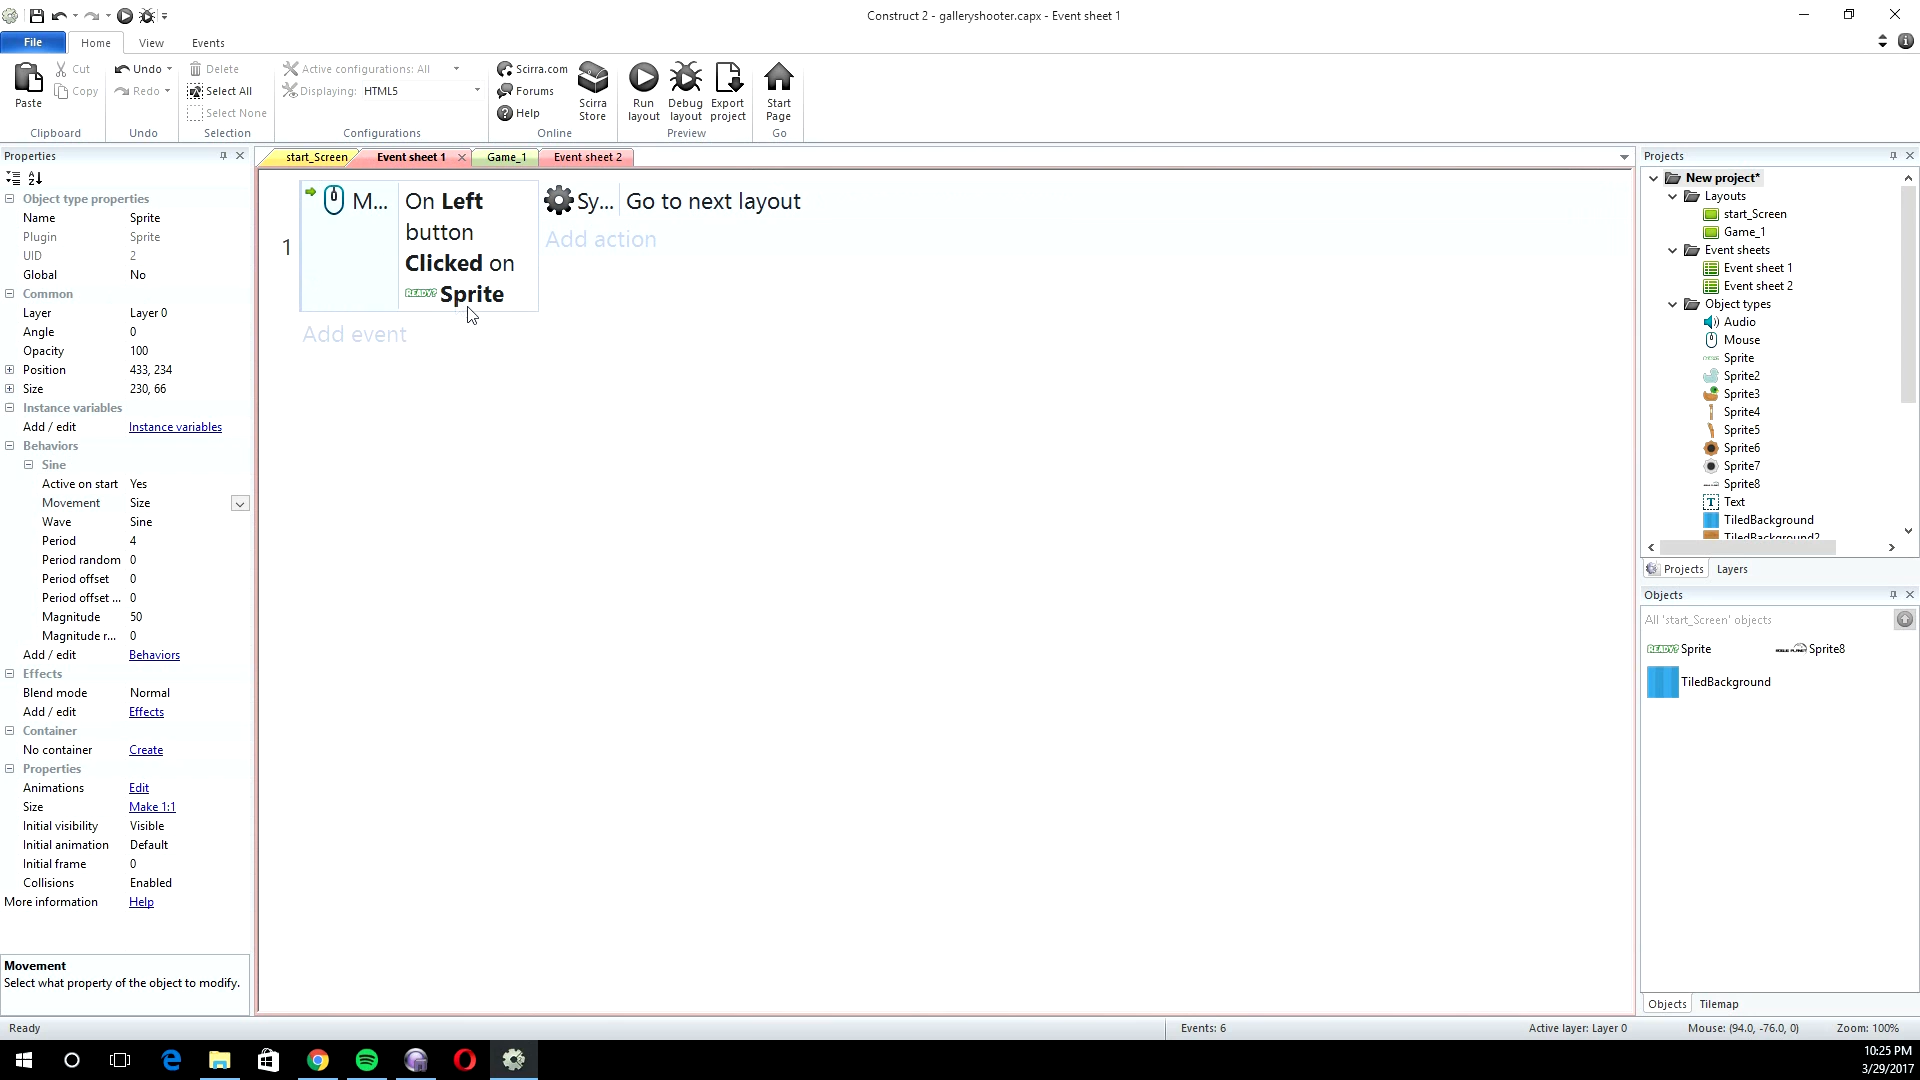 Construct 2 - galleryshooter.capx - Event sheet 1
File
Home
View
Events
Paste
Cut
Copy
Clipboard
Undo
Redo
Undo
Delete
Select All
Select None
Selection
Active configurations: All
Displaying: HTML5
Configurations
Scirra.com
Forums
Help
Scirra
Store
Online
Run
layout
Debug
layout
Export
project
Preview
Start
Page
Go
Properties
Object type properties
Name Sprite
Plugin Sprite
UID 2
Global No
Common
Layer Layer 0
Angle 0
Opacity 100
Position 433, 234
Size 230, 66
Instance variables
Add / edit Instance variables
Behaviors
Sine
Active on start Yes
Movement Size
Wave Sine
Period 4
Period random 0
Period offset 0
Period offset ... 0
Magnitude 50
Magnitude r... 0
Add / edit Behaviors
Effects
Blend mode Normal
Add / edit Effects
Container
No container Create
Properties
Animations Edit
Size Make 1:1
Initial visibility Visible
Initial animation Default
Initial frame 0
Collisions Enabled
More information Help
Movement
Select what property of the object to modify.
start_Screen
Event sheet 1
Game_1
Event sheet 2
1
M...
On Left
button
Clicked on
READY? Sprite
Sy...
Go to next layout
Add action
Add event
Projects
New project*
Layouts
start_Screen
Game_1
Event sheets
Event sheet 1
Event sheet 2
Object types
Audio
Mouse
Sprite
Sprite2
Sprite3
Sprite4
Sprite5
Sprite6
Sprite7
Sprite8
T Text
TiledBackground
TiledBackground2
Projects
Layers
Objects
All 'start_Screen' objects
READY? Sprite
Sprite8
TiledBackground
Objects
Tilemap
Ready
Events: 6
Active layer: Layer 0
Mouse: (94.0, -76.0, 0)
Zoom: 100%
10:25 PM
3/29/2017